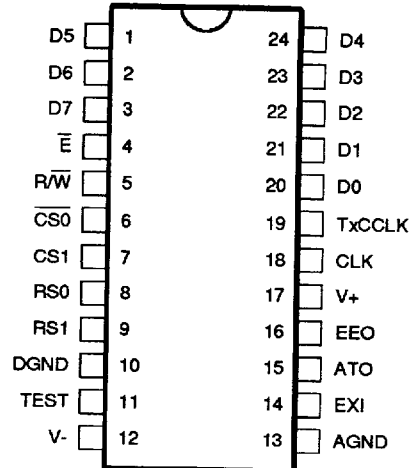 D5 1 24 D4
D6 2 23 D3
D7 3 22 D2
E̅ 4 21 D1
R/W̅ 5 20 D0
C̅S̅0̅ 6 19 TxCCLK
CS1 7 18 CLK
RS0 8 17 V+
RS1 9 16 EEO
DGND 10 15 ATO
TEST 11 14 EXI
V- 12 13 AGND